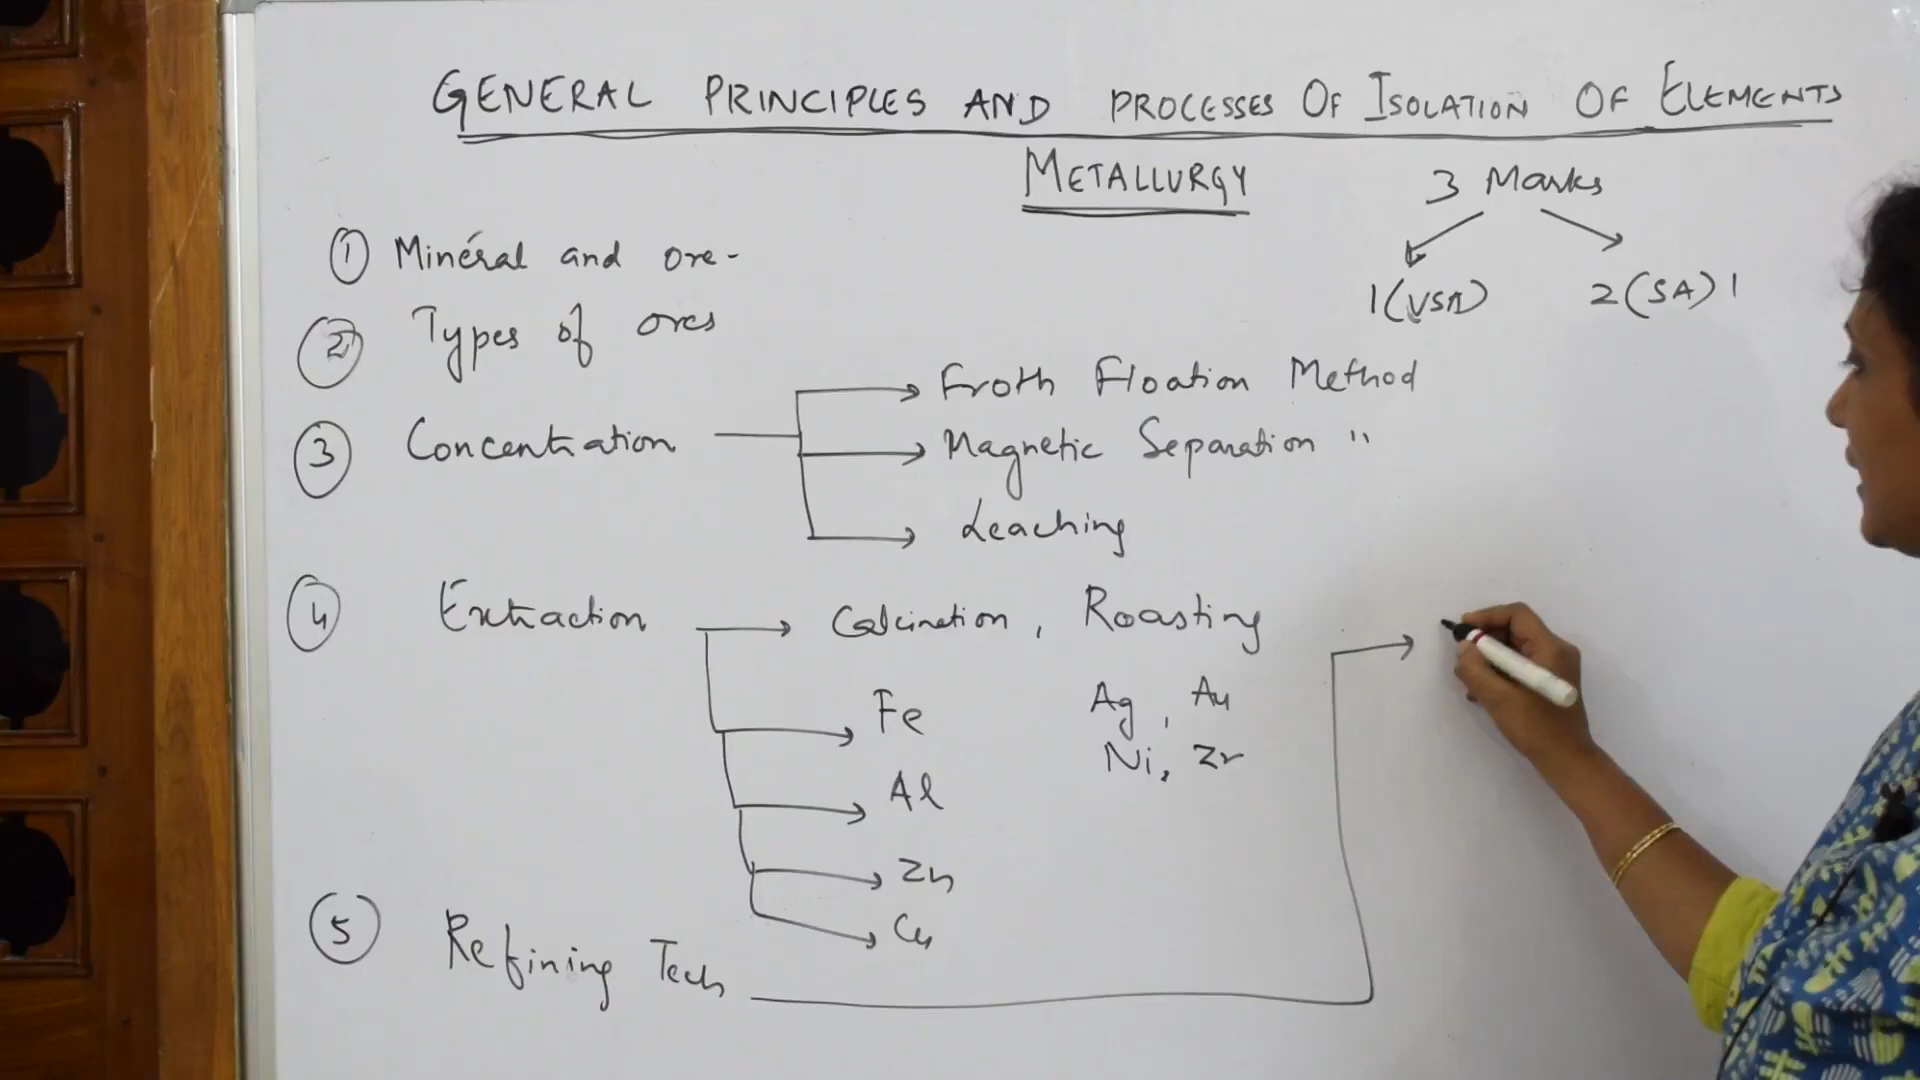 GENERAL PRINCIPLES AND PROCESSES OF ISOLATION OF ELEMENTS
METALLURGY
3 Marks
1(VSA) 2(SA) 1
① Mineral and ore-
② Types of ores
③ Concentration
Froth Floation Method
Magnetic Separation "
Leaching
④ Extraction
Calcination, Roasting
Fe
Ag, Au
Ni, Zr
Al
Zn
Cu
⑤ Refining Tech